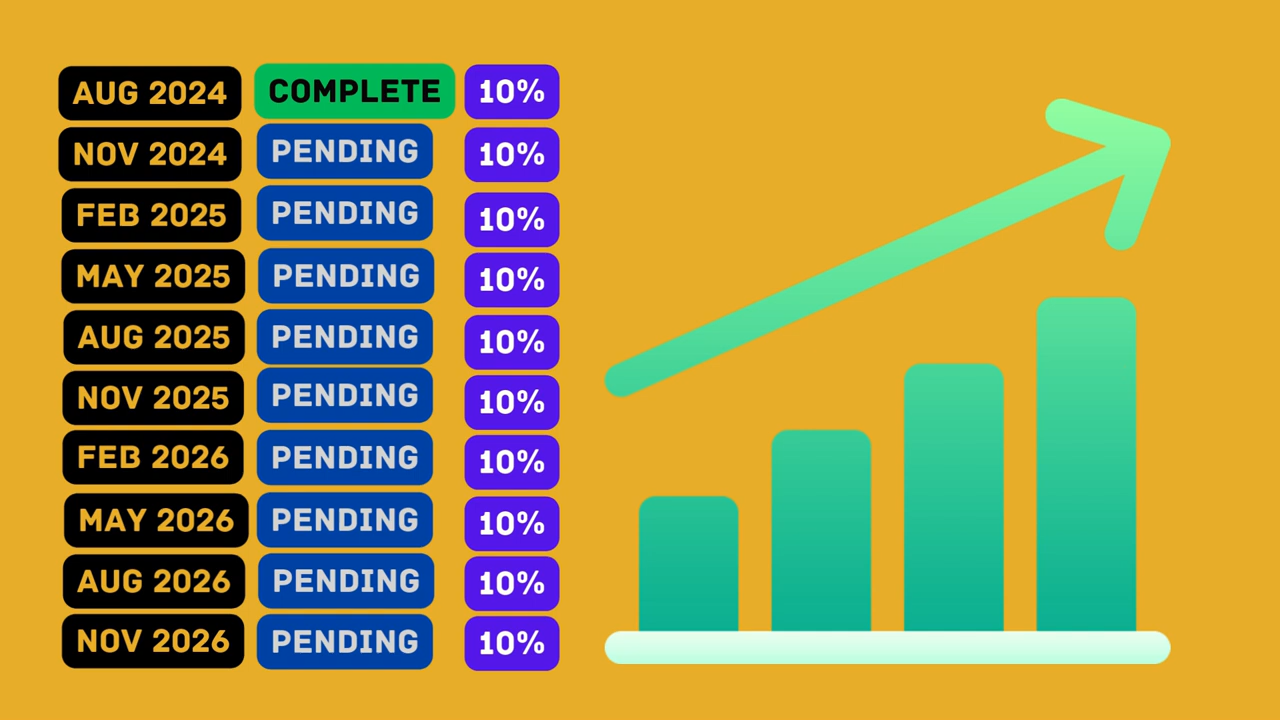 AUG 2024 COMPLETE 10%
NOV 2024 PENDING 10%
FEB 2025 PENDING 10%
MAY 2025 PENDING 10%
AUG 2025 PENDING 10%
NOV 2025 PENDING 10%
FEB 2026 PENDING 10%
MAY 2026 PENDING 10%
AUG 2026 PENDING 10%
NOV 2026 PENDING 10%